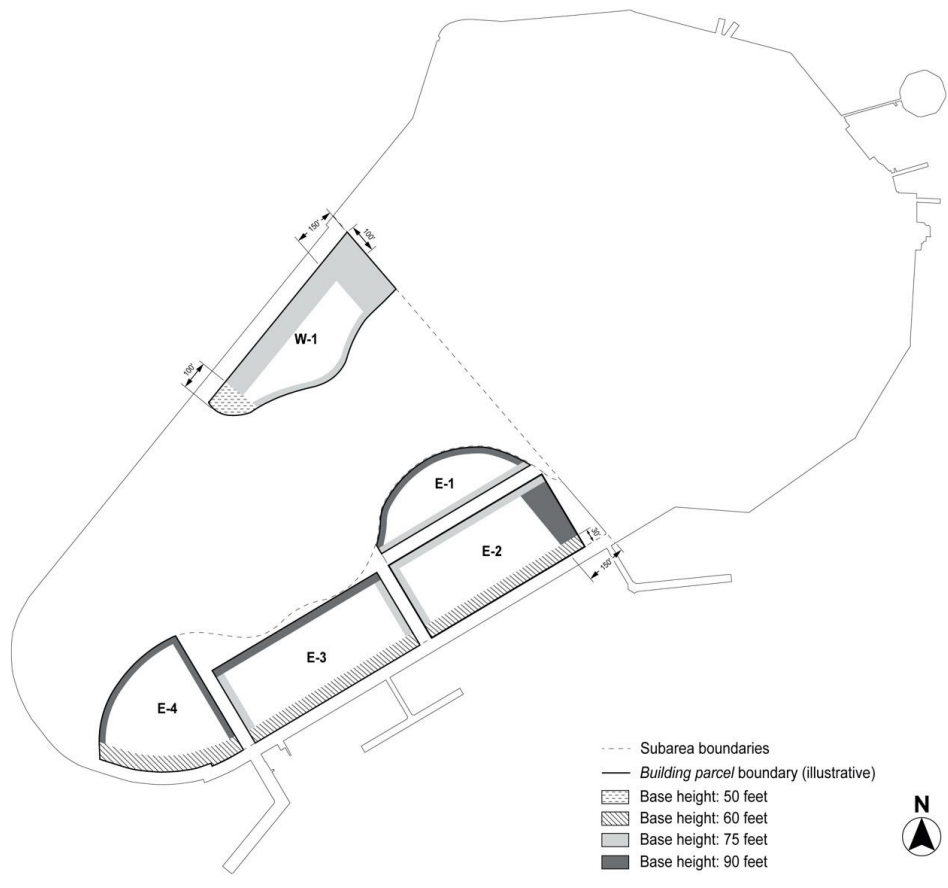 150'
100'
W-1
100'
E-1
E-2
30'
150'
E-3
E-4
Subarea boundaries
Building parcel boundary (illustrative)
Base height: 50 feet
Base height: 60 feet
Base height: 75 feet
Base height: 90 feet
N